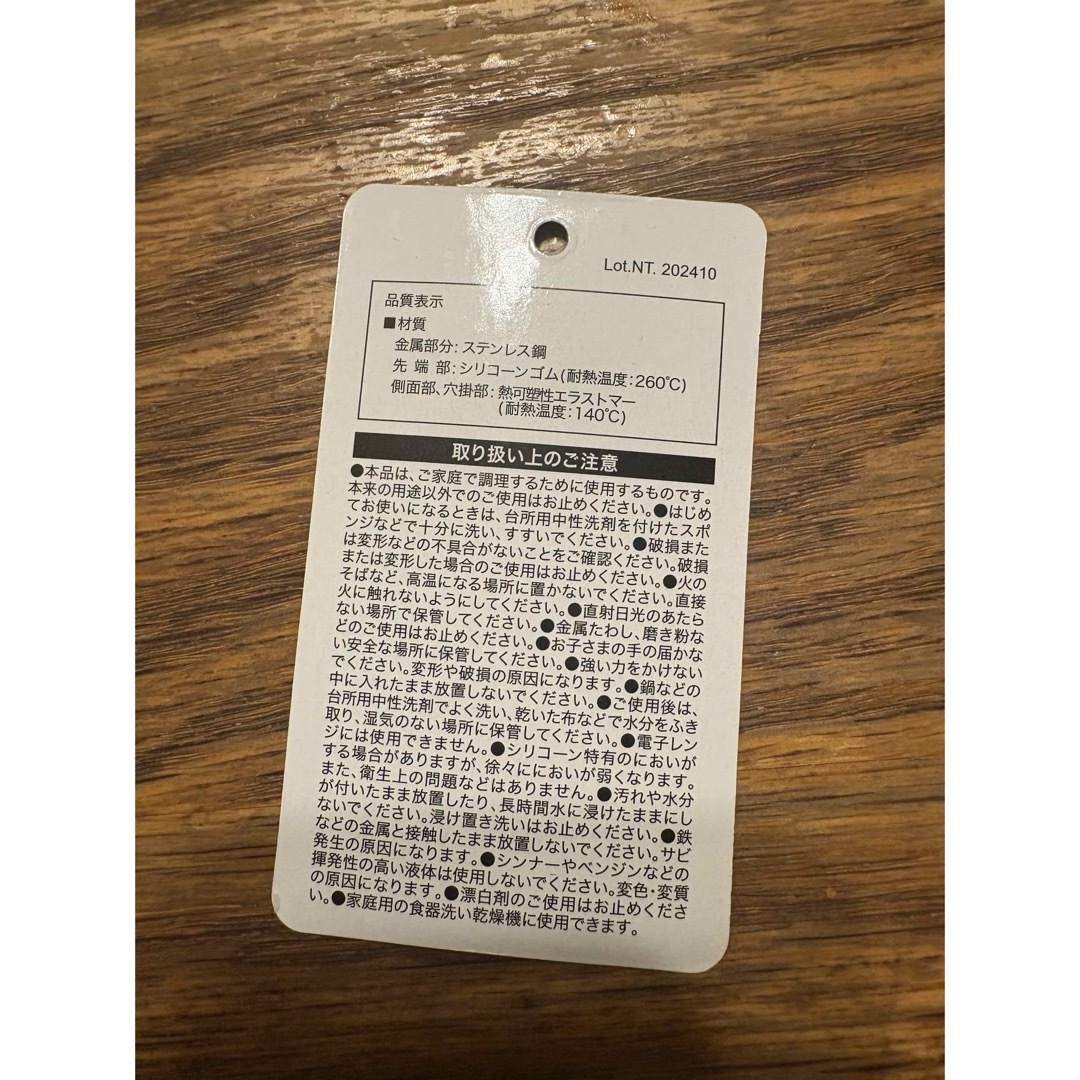 Lot.NT. 202410
品質表示
■材質
金属部分：ステンレス鋼
先 端 部：シリコーンゴム(耐熱温度：260℃)
側面部、穴掛部：熱可塑性エラストマー
(耐熱温度：140℃)
取り扱い上のご注意
●本品は、ご家庭で調理するために使用するものです。
本来の用途以外でのご使用はお止めください。●はじめ
てお使いになるときは、台所用中性洗剤を付けたスポ
ンジなどで十分に洗い、すすいでください。●破損また
は変形などの不具合がないことをご確認ください。破損
または変形した場合のご使用はお止めください。●火の
そばなど、高温になる場所に置かないでください。直接
火に触れないようにしてください。●直射日光のあたら
ない場所で保管してください。●金属たわし、磨き粉な
どのご使用はお止めください。●お子さまの手の届かな
い安全な場所に保管してください。●強い力をかけない
でください。変形や破損の原因になります。●鍋などの
中に入れたまま放置しないでください。●ご使用後は、
台所用中性洗剤でよく洗い、乾いた布などで水分をふき
取り、湿気のない場所に保管してください。●電子レン
ジには使用できません。●シリコーン特有のにおいが
する場合がありますが、徐々ににおいが弱くなります。
また、衛生上の問題などはありません。●汚れや水分
が付いたまま放置したり、長時間水に浸けたままにし
ないでください。浸け置き洗いはお止めください。●鉄
などの金属と接触したまま放置しないでください。サビ
発生の原因になります。●シンナーやベンジンなどの
揮発性の高い液体は使用しないでください。変色・変質
の原因になります。●漂白剤のご使用はお止めくださ
い。●家庭用の食器洗い乾燥機に使用できます。